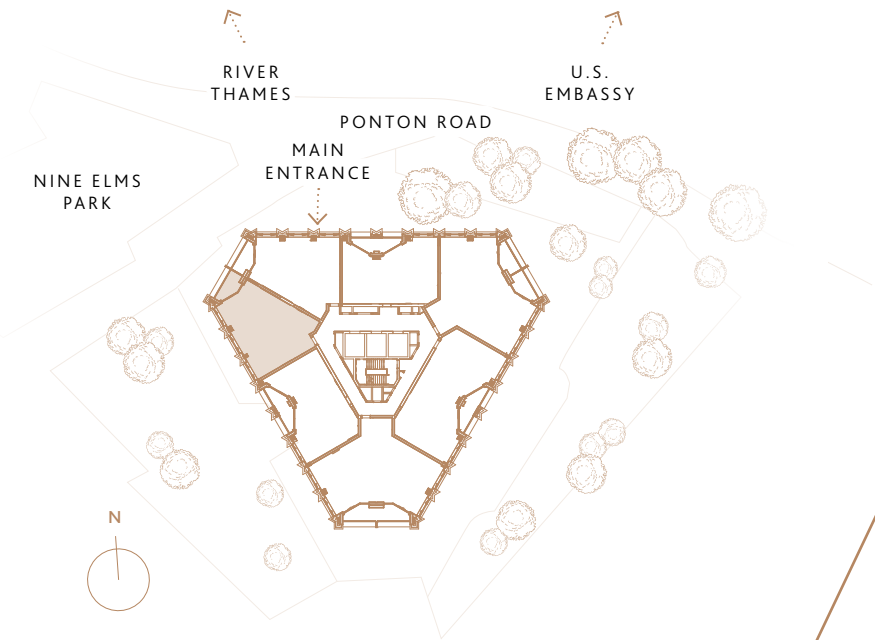 RIVER
THAMES
U.S.
EMBASSY
PONTON ROAD
MAIN
ENTRANCE
NINE ELMS
PARK
N